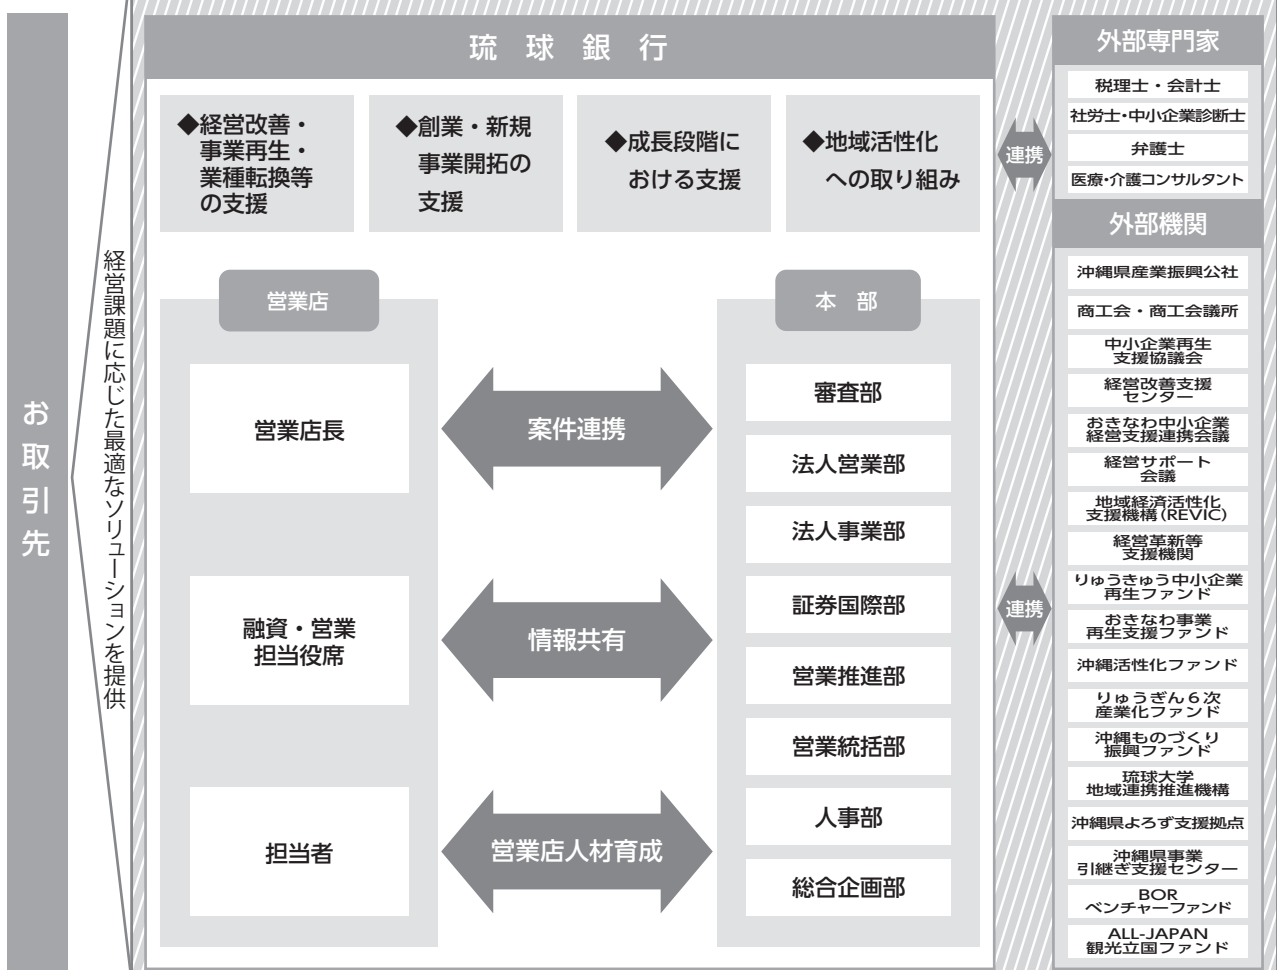 お取引先
経営課題に応じた最適なソリューションを提供
琉球銀行
◆経営改善・
事業再生・
業種転換等
の支援
◆創業・新規
事業開拓の
支援
◆成長段階に
おける支援
◆地域活性化
への取り組み
営業店
営業店長
融資・営業
担当役席
担当者
案件連携
情報共有
営業店人材育成
本部
審査部
法人営業部
法人事業部
証券国際部
営業推進部
営業統括部
人事部
総合企画部
連携
連携
外部専門家
税理士・会計士
社労士・中小企業診断士
弁護士
医療・介護コンサルタント
外部機関
沖縄県産業振興公社
商工会・商工会議所
中小企業再生
支援協議会
経営改善支援
センター
おきなわ中小企業
経営支援連携会議
経営サポート
会議
地域経済活性化
支援機構(REVIC)
経営革新等
支援機関
りゅうきゅう中小企業
再生ファンド
おきなわ事業
再生支援ファンド
沖縄活性化ファンド
りゅうぎん6次
産業化ファンド
沖縄ものづくり
振興ファンド
琉球大学
地域連携推進機構
沖縄県よろず支援拠点
沖縄県事業
引継ぎ支援センター
BOR
ベンチャーファンド
ALL-JAPAN
観光立国ファンド